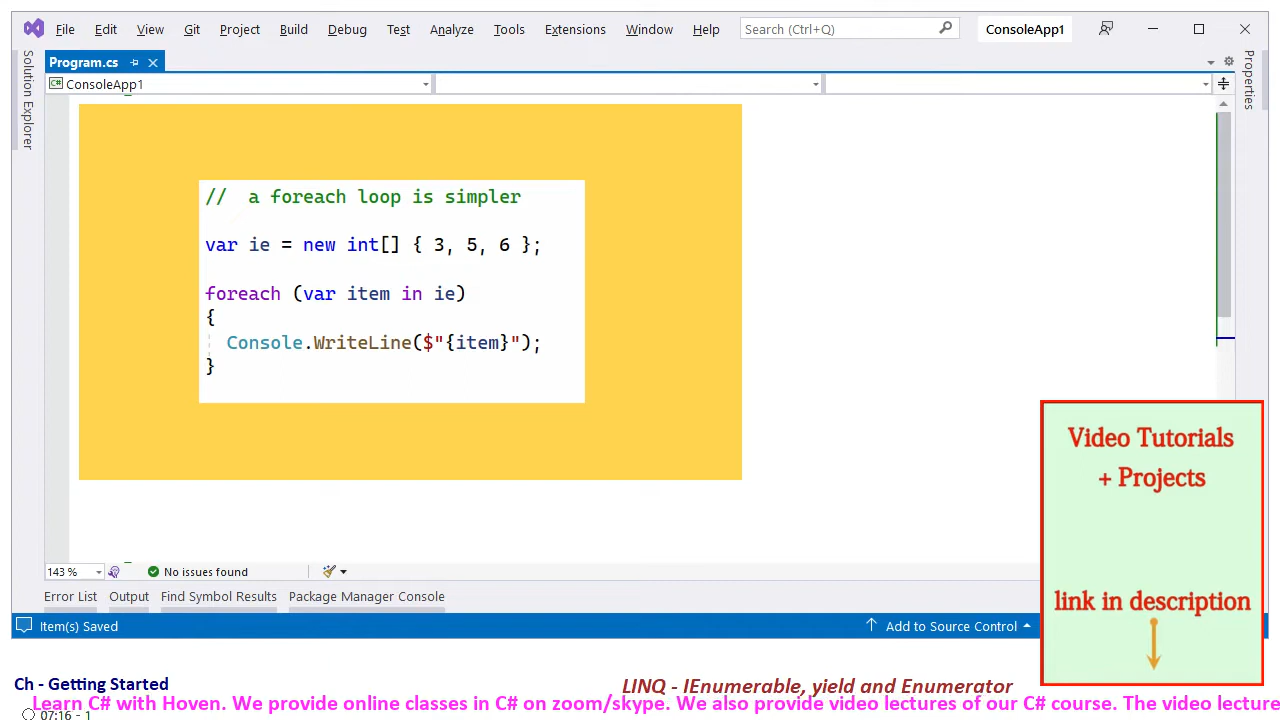 File Edit View Git Project Build Debug Test Analyze Tools Extensions Window Help Search (Ctrl+Q) ConsoleApp1
Solution Explorer
Program.cs
Properties
C# ConsoleApp1
// a foreach loop is simpler
var ie = new int[] { 3, 5, 6 };
foreach (var item in ie)
{
Console.WriteLine($"{item}");
}
Video Tutorials
+ Projects
link in description
143 % No issues found
Error List Output Find Symbol Results Package Manager Console
Item(s) Saved Add to Source Control
Ch - Getting Started LINQ - IEnumerable, yield and Enumerator
Learn C# with Hoven. We provide online classes in C# on zoom/skype. We also provide video lectures of our C# course. The video lecture
07:16 - 1